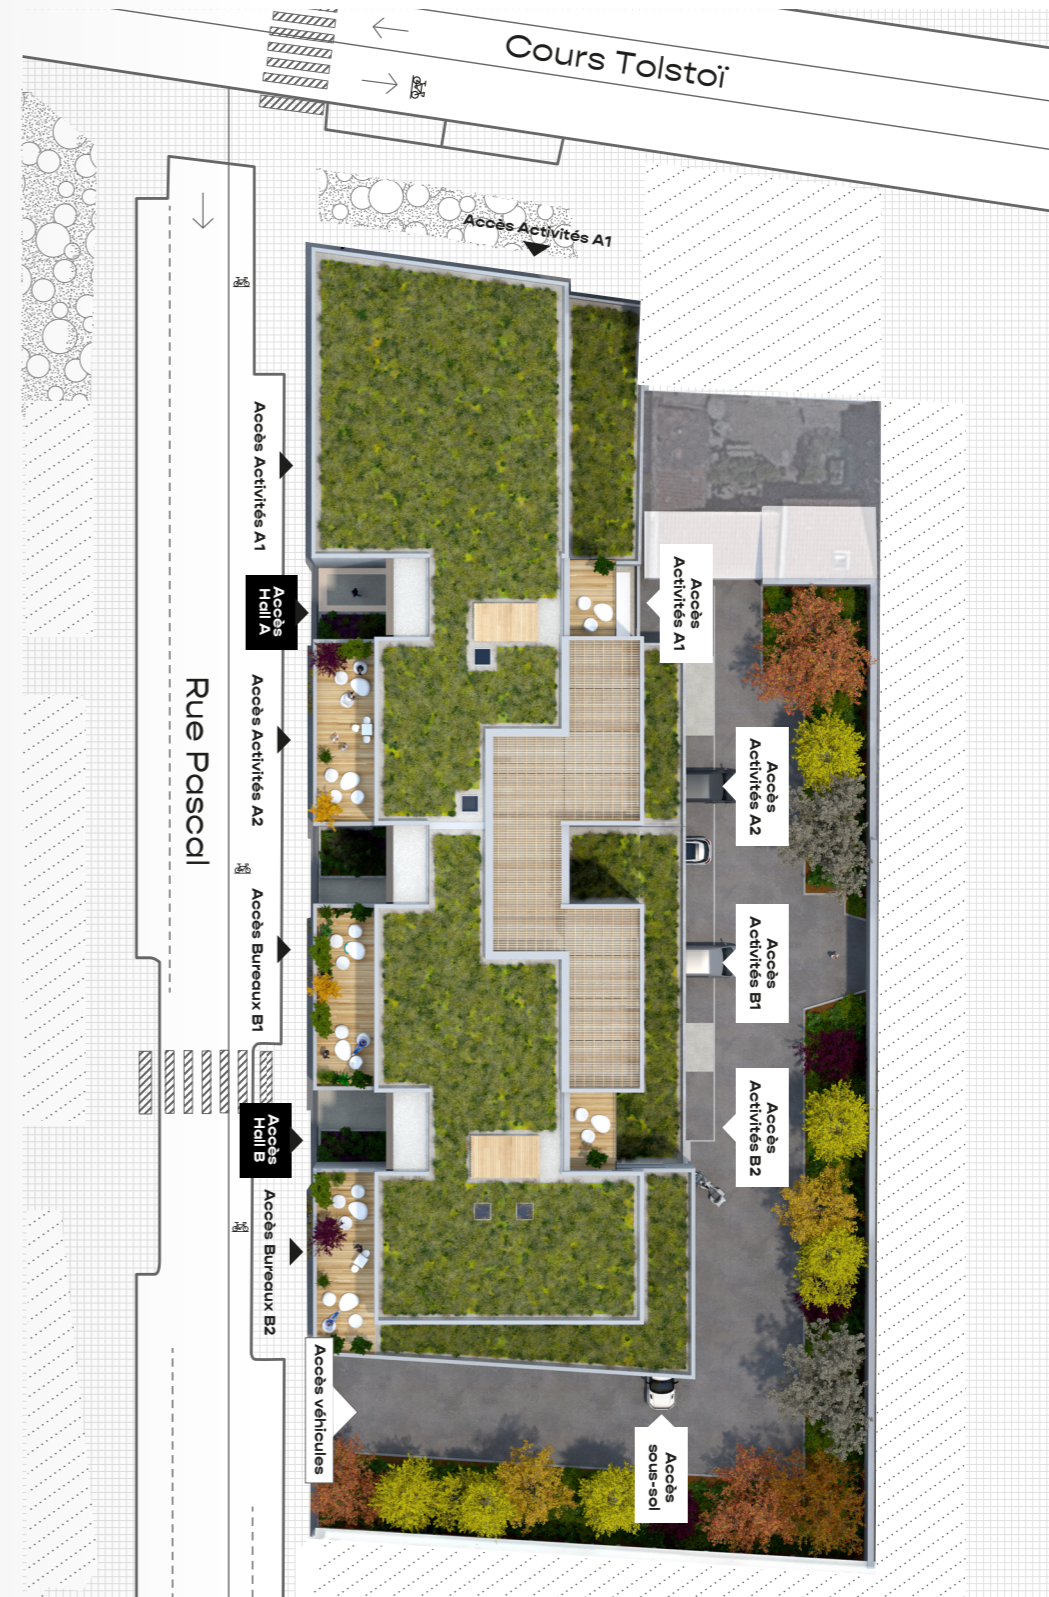 Cours Tolstoï
Accès Activités A1
Accès Activités A1
Accès
Hall A
Accès
Activités A1
Rue Pascal
Accès Activités A2
Accès
Activités A2
Accès Bureaux B1
Accès
Activités B1
Accès
Hall B
Accès
Activités B2
Accès Bureaux B2
Accès véhicules
Accès
sous-sol